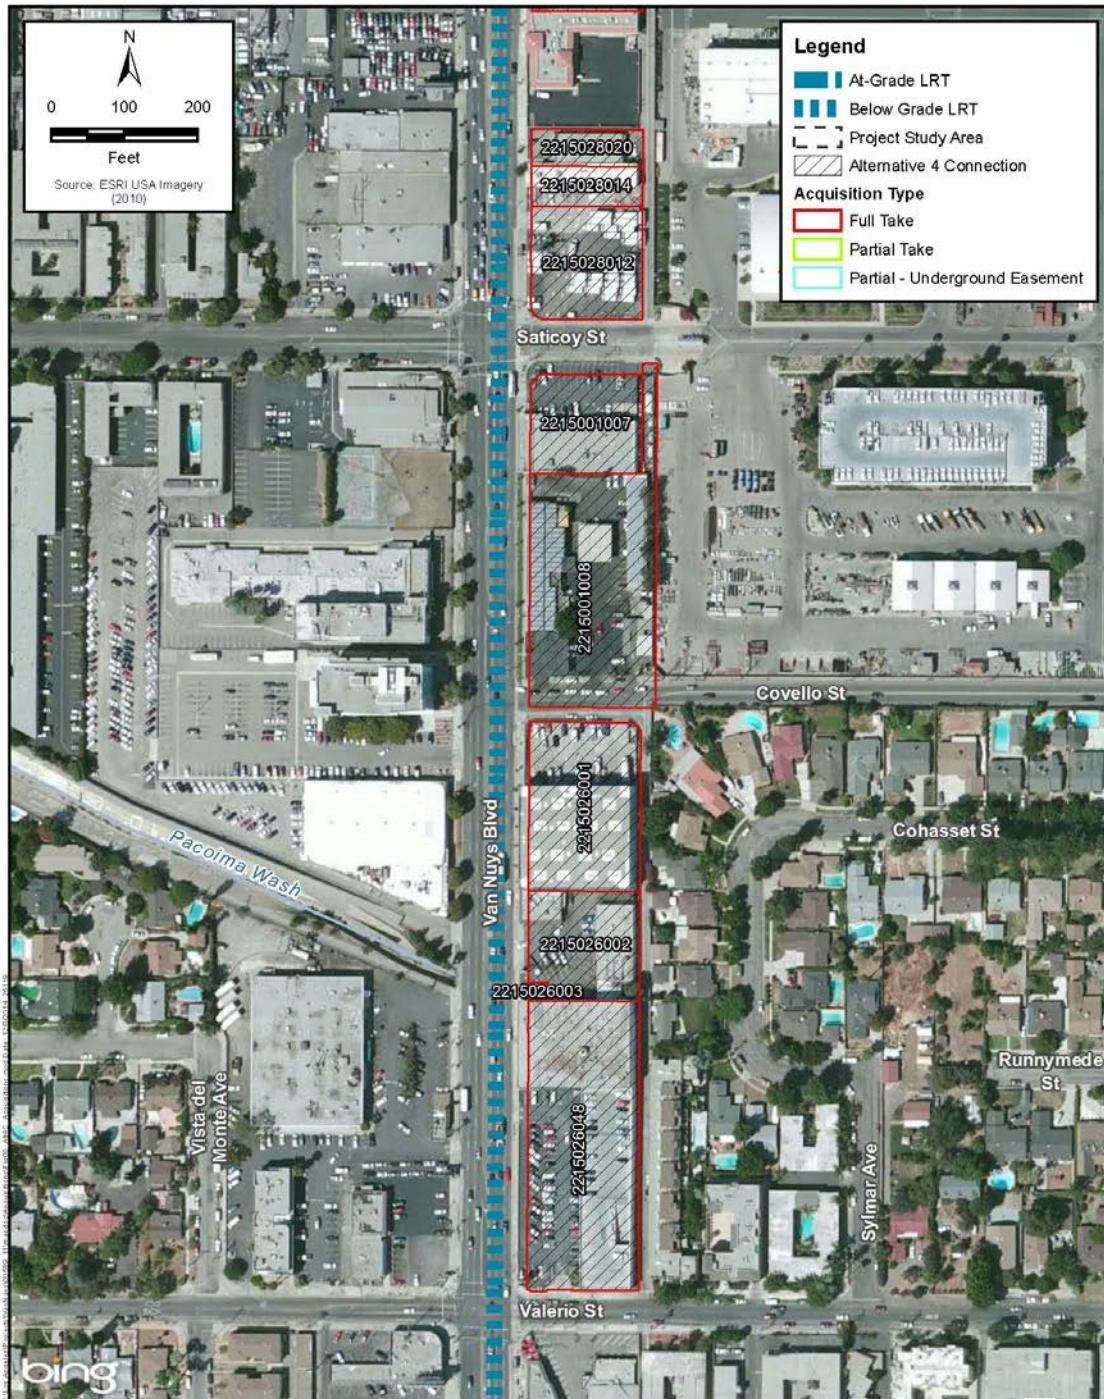 N
0 100 200
Feet
Source: ESRI USA Imagery
(2010)
Legend
At-Grade LRT
Below Grade LRT
Project Study Area
Alternative 4 Connection
Acquisition Type
Full Take
Partial Take
Partial - Underground Easement
2215028020
2215028014
2215028012
Saticoy St
2215001007
2215001008
Covello St
2215026001
Cohasset St
Van Nuys Blvd
Pacoima Wash
2215026002
2215026003
Runnymede
St
Vista del
Monte Ave
2215026048
Sylmar Ave
Valerio St
bing